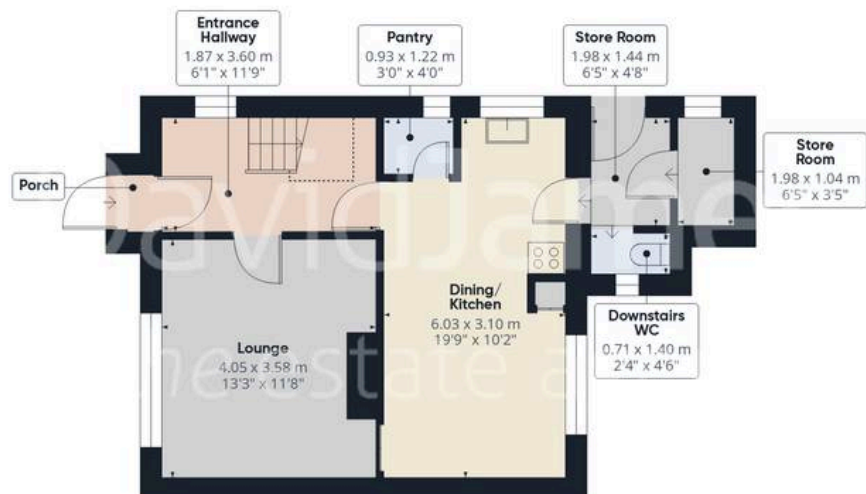 Entrance
Hallway
1.87 x 3.60 m
6'1" x 11'9"
Pantry
0.93 x 1.22 m
3'0" x 4'0"
Store Room
1.98 x 1.44 m
6'5" x 4'8"
Porch
Store
Room
1.98 x 1.04 m
6'5" x 3'5"
DavidJame
Dining/
Kitchen
6.03 x 3.10 m
19'9" x 10'2"
Lounge
4.05 x 3.58 m
13'3" x 11'8"
Downstairs
WC
0.71 x 1.40 m
2'4" x 4'6"
the estate a